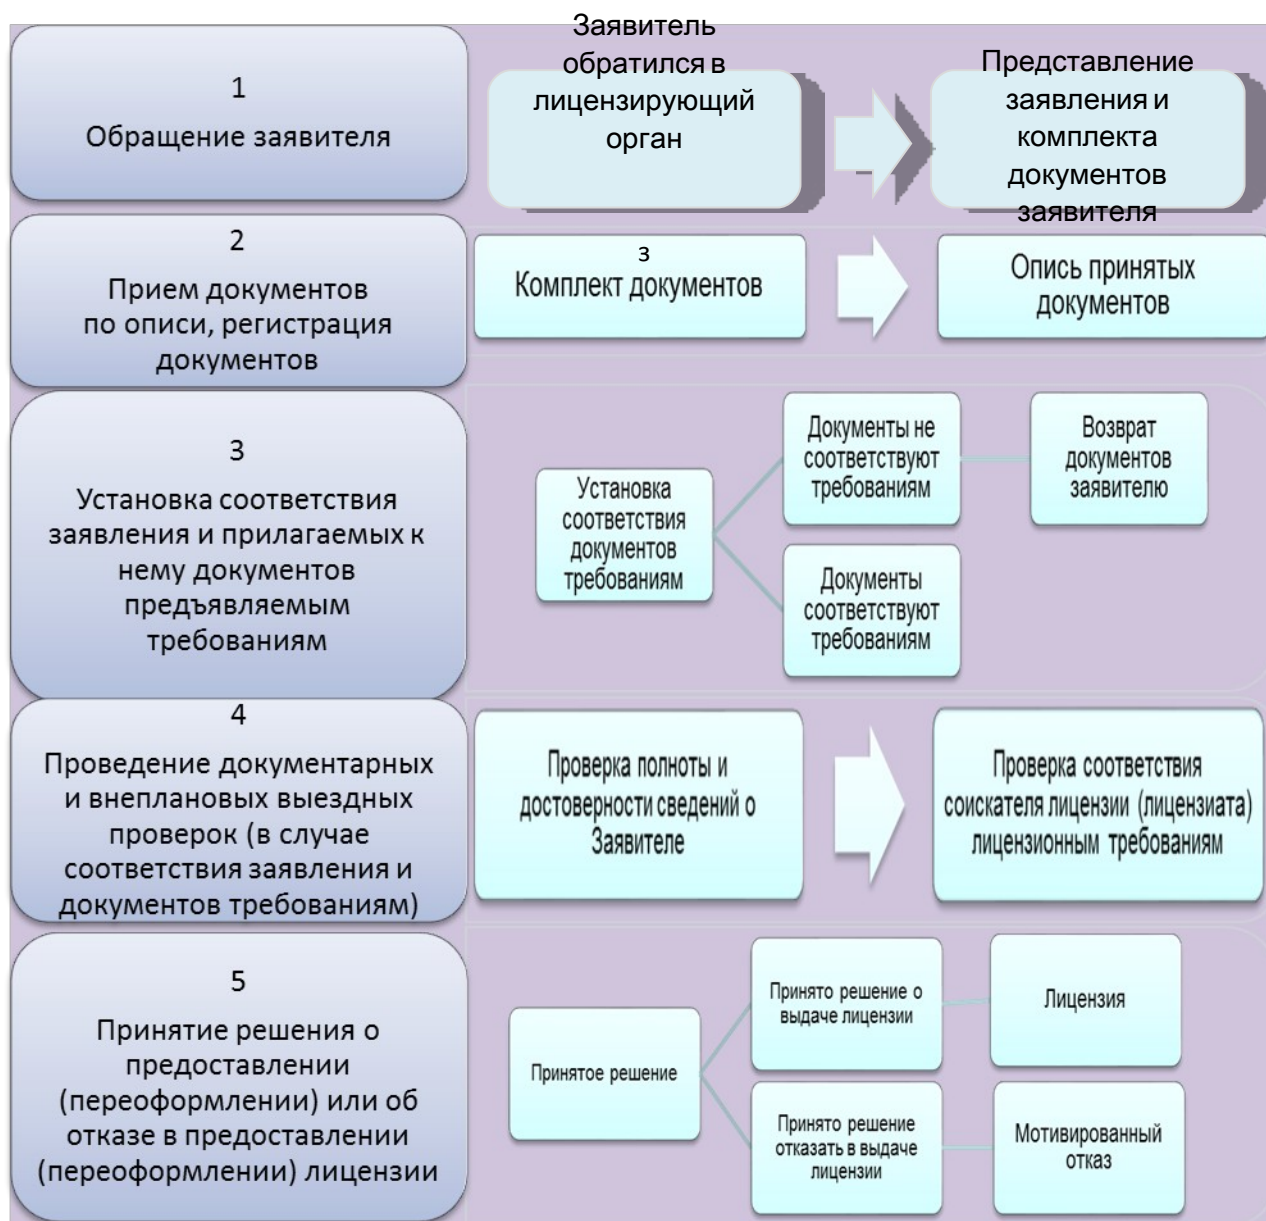 1
Обращение заявителя
Заявитель
обратился в
лицензирующий
орган
Представление
заявления и
комплекта
документов
заявителя
2
Прием документов
по описи, регистрация
документов
з
Комплект документов
Опись принятых
документов
3
Установка соответствия
заявления и прилагаемых к
нему документов
предъявляемым
требованиям
Установка
соответствия
документов
требованиям
Документы не
соответствуют
требованиям
Возврат
документов
заявителю
Документы
соответствуют
требованиям
4
Проведение документарных
и внеплановых выездных
проверок (в случае
соответствия заявления и
документов требованиям)
Проверка полноты и
достоверности сведений о
Заявителе
Проверка соответствия
соискателя лицензии (лицензиата)
лицензионным требованиям
5
Принятие решения о
предоставлении
(переоформлении) или об
отказе в предоставлении
(переоформлении) лицензии
Принятое решение
Принято решение о
выдаче лицензии
Лицензия
Принято решение
отказать в выдаче
лицензии
Мотивированный
отказ